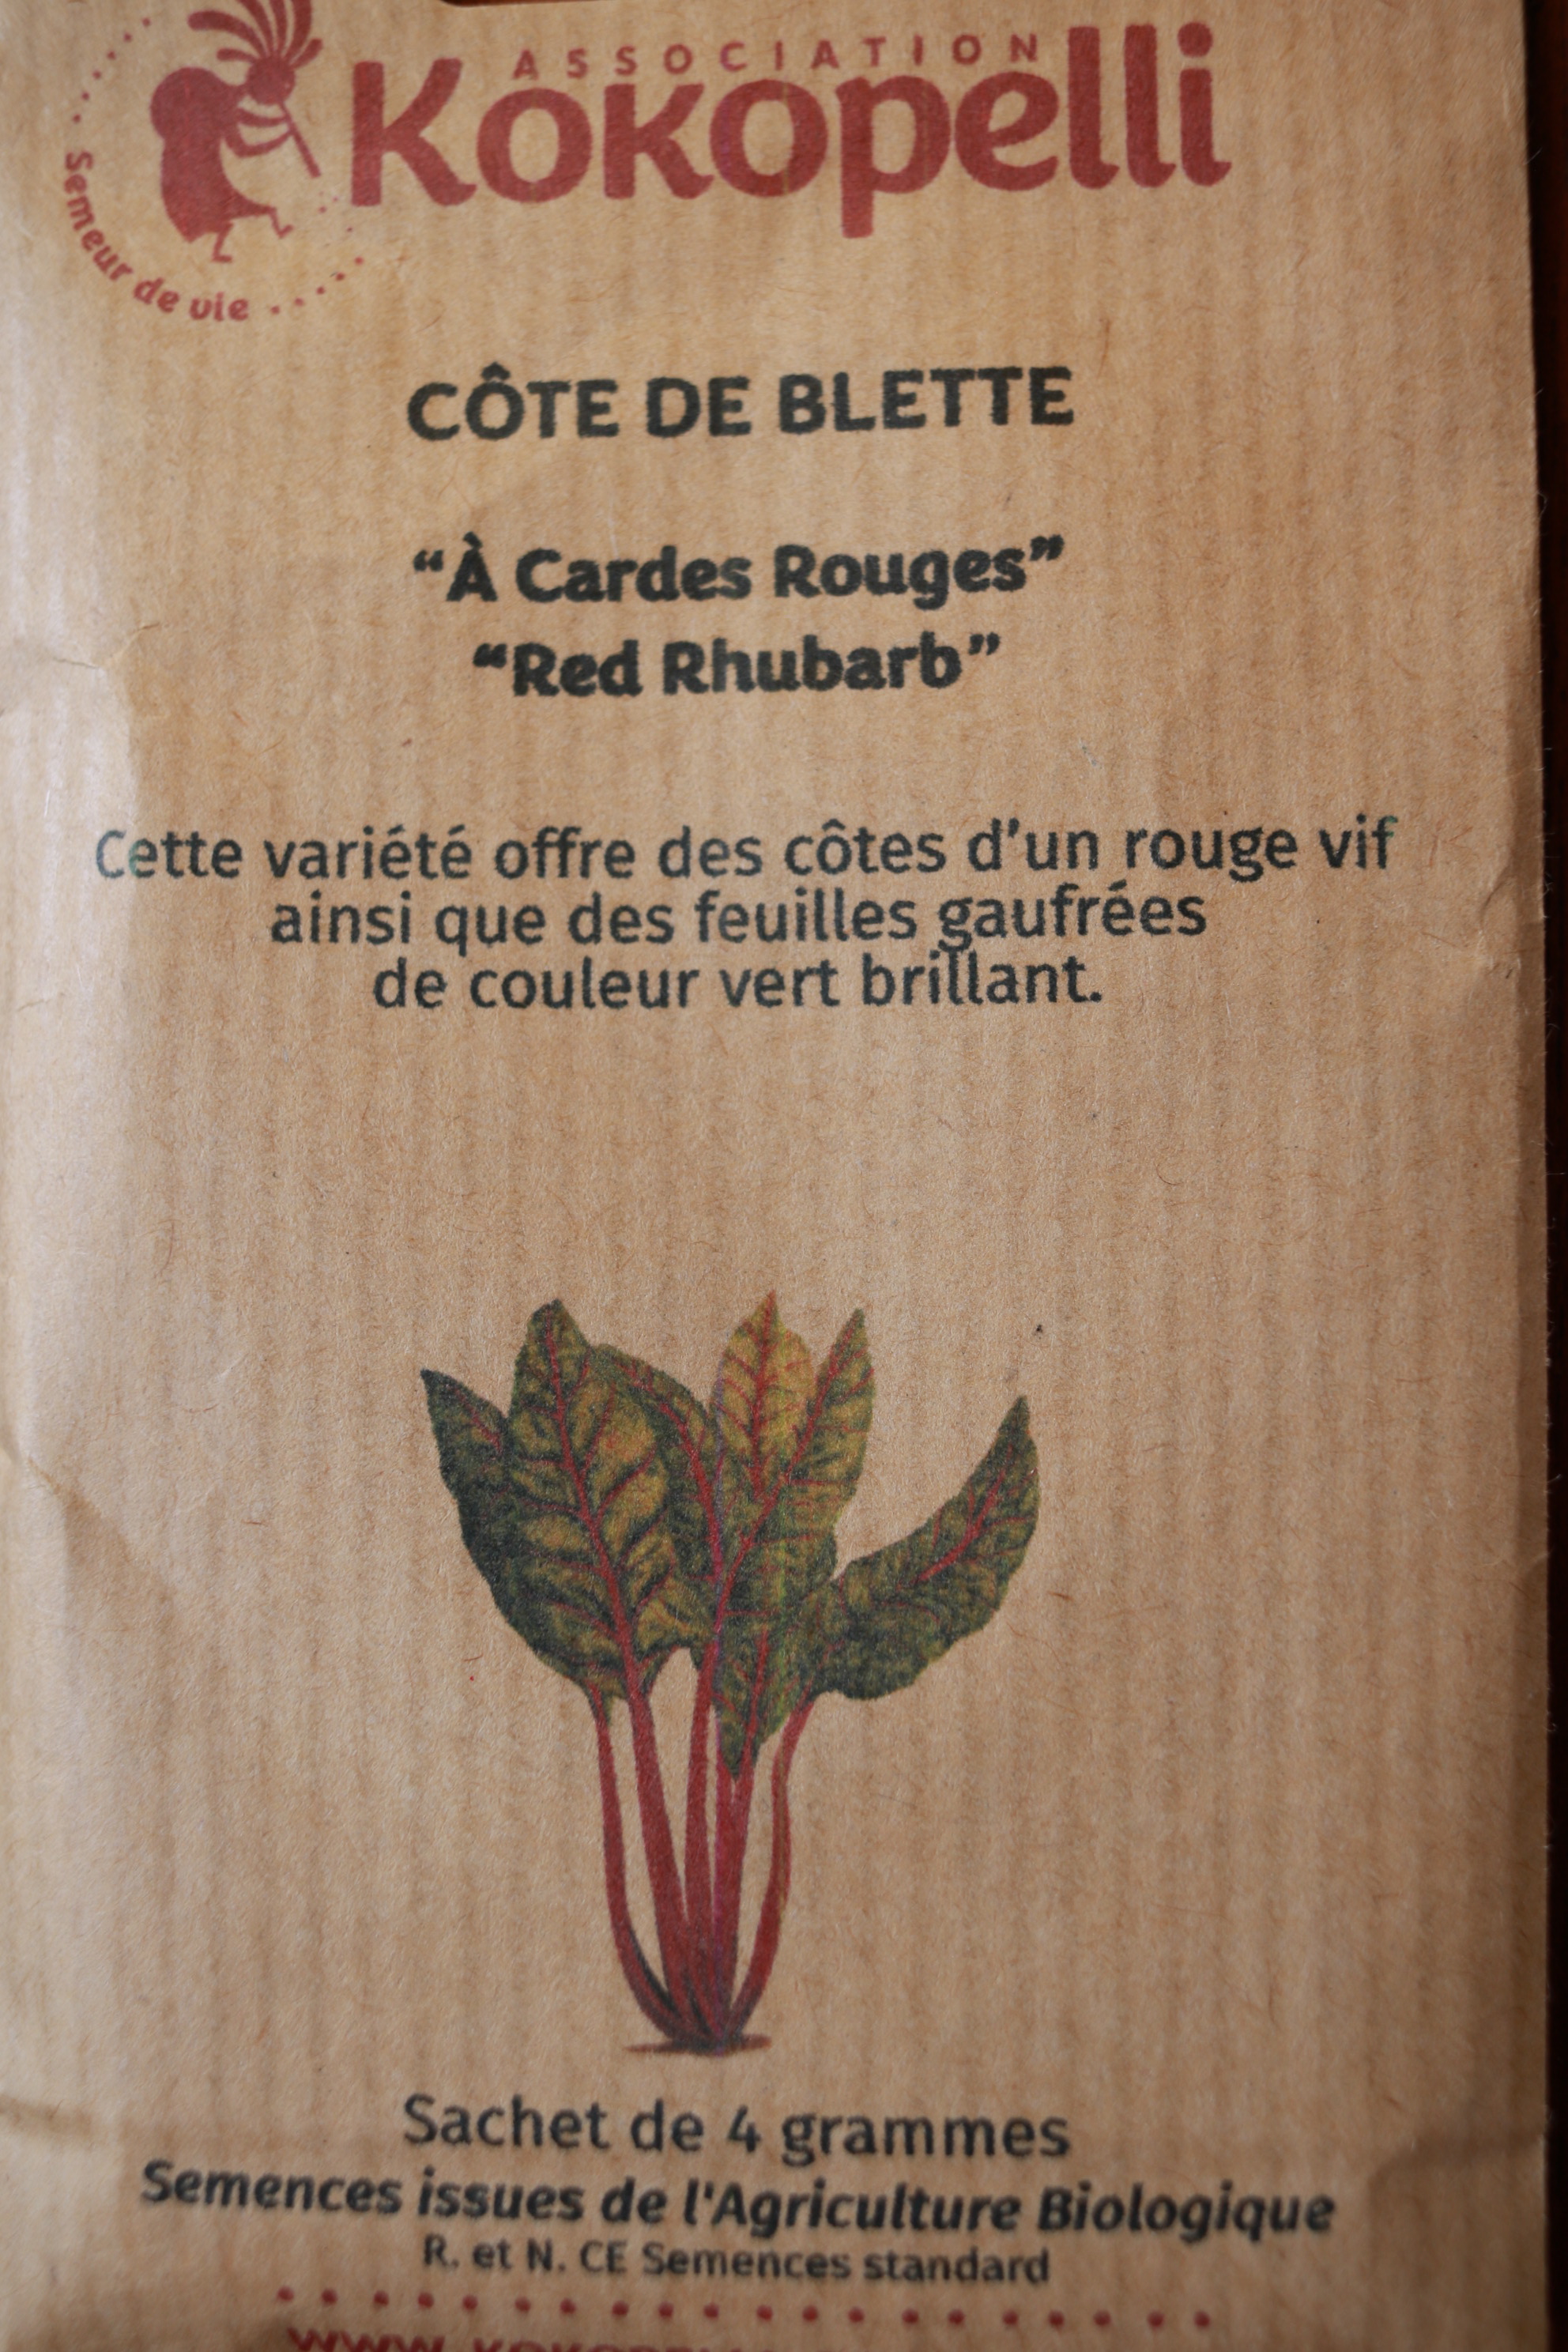 ASSOCIATION
Kokopelli
Semeur de vie
CÔTE DE BLETTE
“À Cardes Rouges”
“Red Rhubarb”
Cette variété offre des côtes d’un rouge vif
ainsi que des feuilles gaufrées
de couleur vert brillant.
Sachet de 4 grammes
Semences issues de l'Agriculture Biologique
R. et N. CE Semences standard